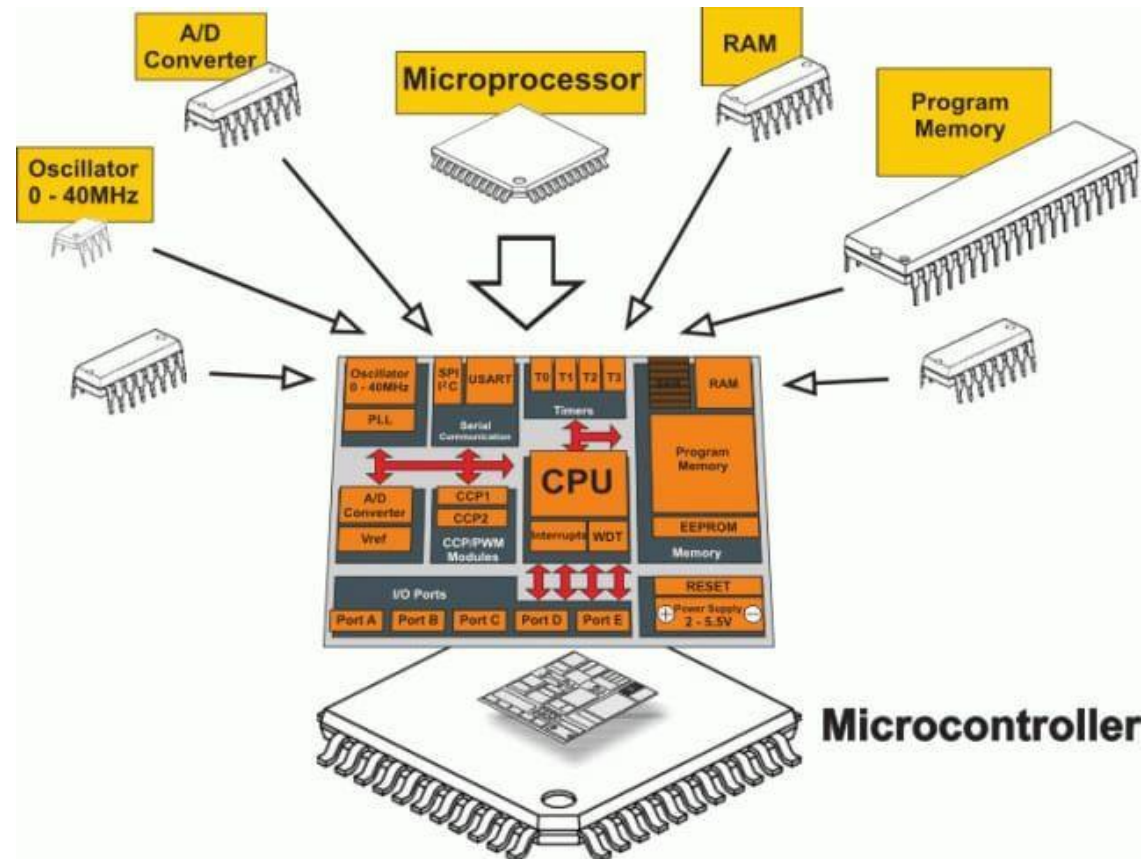 A/D
Converter
Microprocessor
RAM
Program
Memory
Oscillator
0 - 40MHz
Oscillator
0 - 40MHz
PLL
SPI
I²C
USART
Serial
Communication
T0 T1 T2 T3
Timers
RAM
Program
Memory
EEPROM
Memory
A/D
Converter
Vref
CCP1
CCP2
CCP/PWM
Modules
CPU
Interrupts
WDT
I/O Ports
Port A
Port B
Port C
Port D
Port E
RESET
+ Power Supply −
2 - 5.5V
Microcontroller